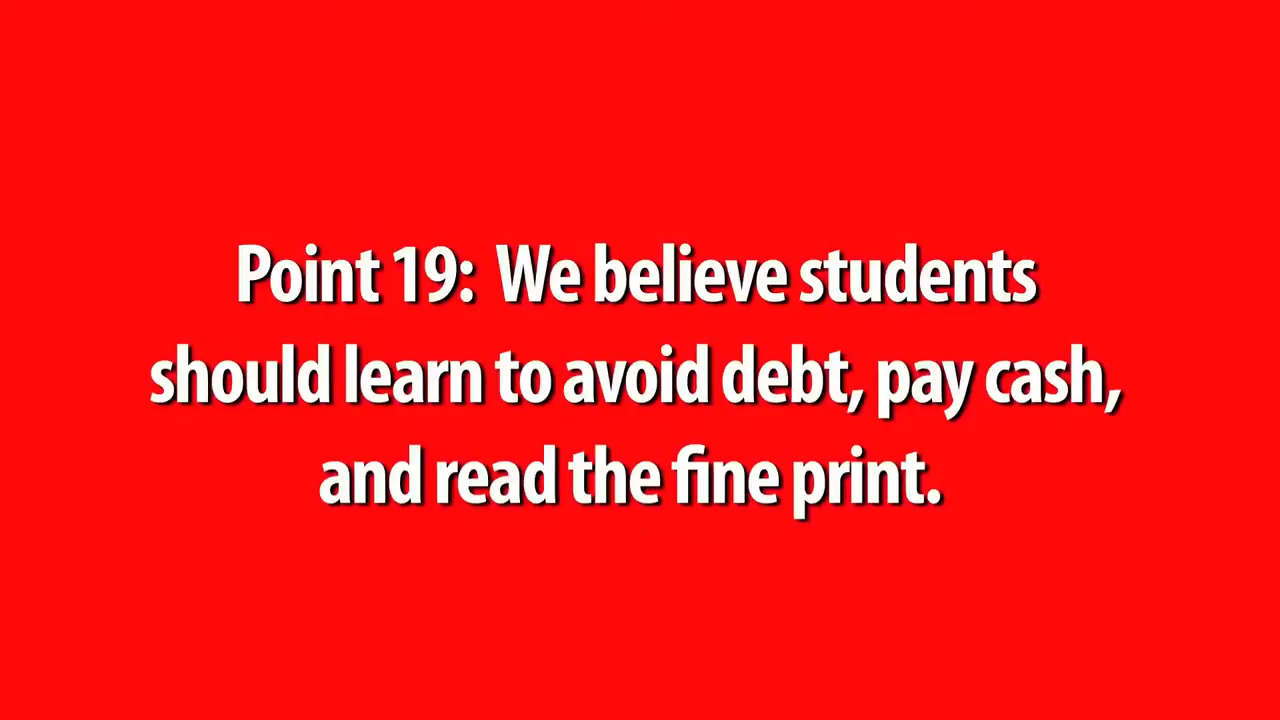 Point 19:  We believe students
should learn to avoid debt, pay cash,
and read the fine print.